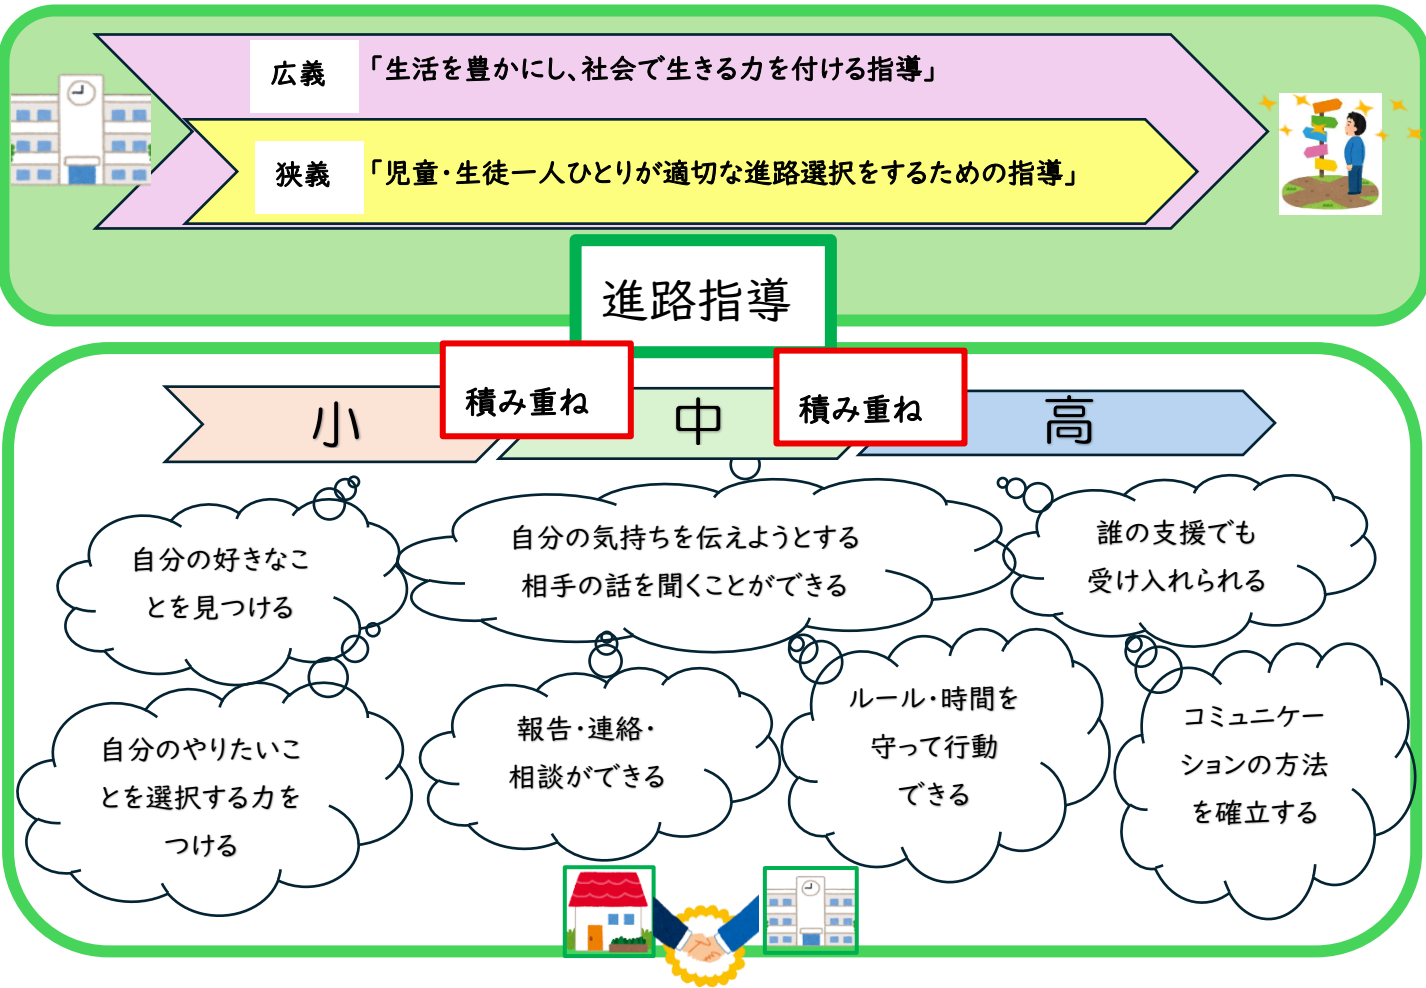 広義
「生活を豊かにし、社会で生きる力を付ける指導」
狭義
「児童・生徒一人ひとりが適切な進路選択をするための指導」
進路指導
小
積み重ね
中
積み重ね
高
自分の好きなこ
とを見つける
自分の気持ちを伝えようとする
相手の話を聞くことができる
誰の支援でも
受け入れられる
自分のやりたいこ
とを選択する力を
つける
報告・連絡・
相談ができる
ルール・時間を
守って行動
できる
コミュニケー
ションの方法
を確立する